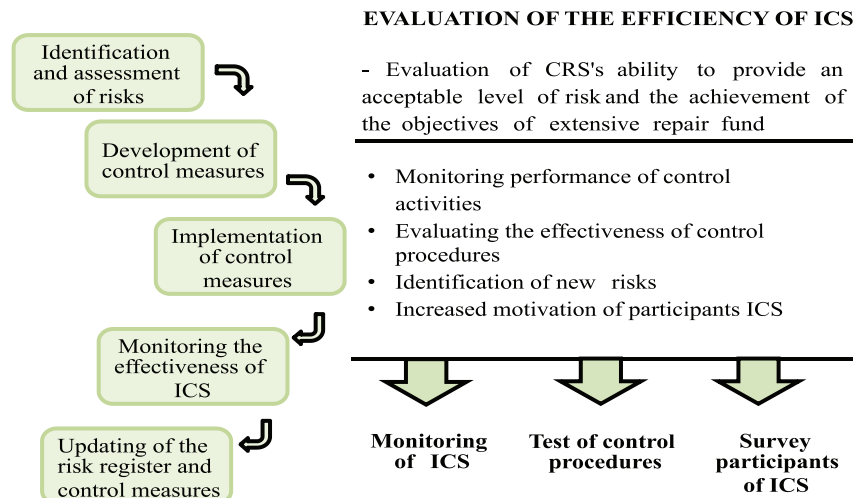 Identification
and assessment
of risks
Development of
control measures
Implementation
of control
measures
Monitoring the
effectiveness of
ICS
Updating of the
risk register and
control measures
EVALUATION OF THE EFFICIENCY OF ICS
- Evaluation of CRS's ability to provide an
acceptable level of risk and the achievement of
the objectives of extensive repair fund
• Monitoring performance of control
activities
• Evaluating the effectiveness of control
procedures
• Identification of new risks
• Increased motivation of participants ICS
Monitoring
of ICS
Test of control
procedures
Survey
participants
of ICS